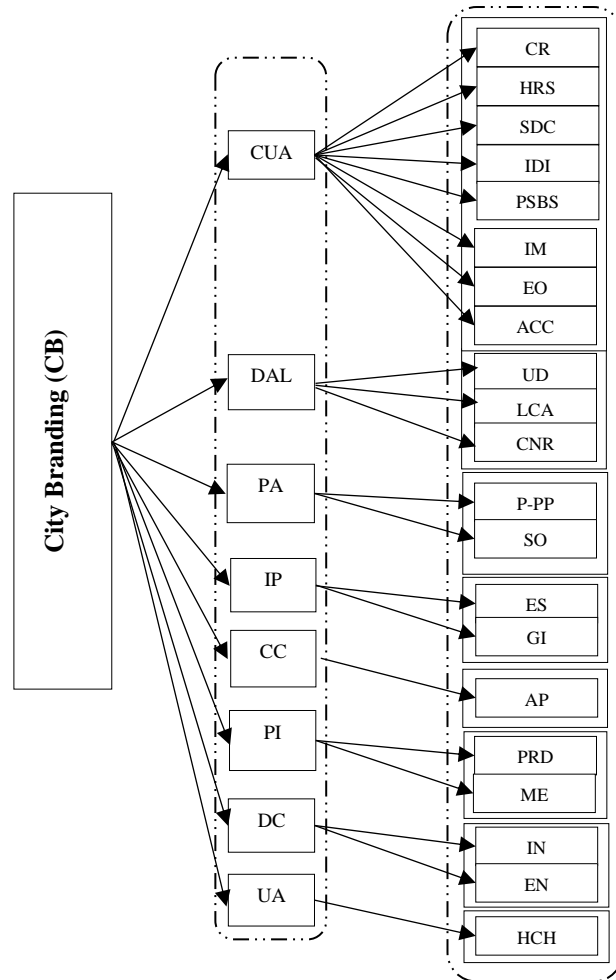 City Branding (CB)
CUA
DAL
PA
IP
CC
PI
DC
UA
CR
HRS
SDC
IDI
PSBS
IM
EO
ACC
UD
LCA
CNR
P-PP
SO
ES
GI
AP
PRD
ME
IN
EN
HCH